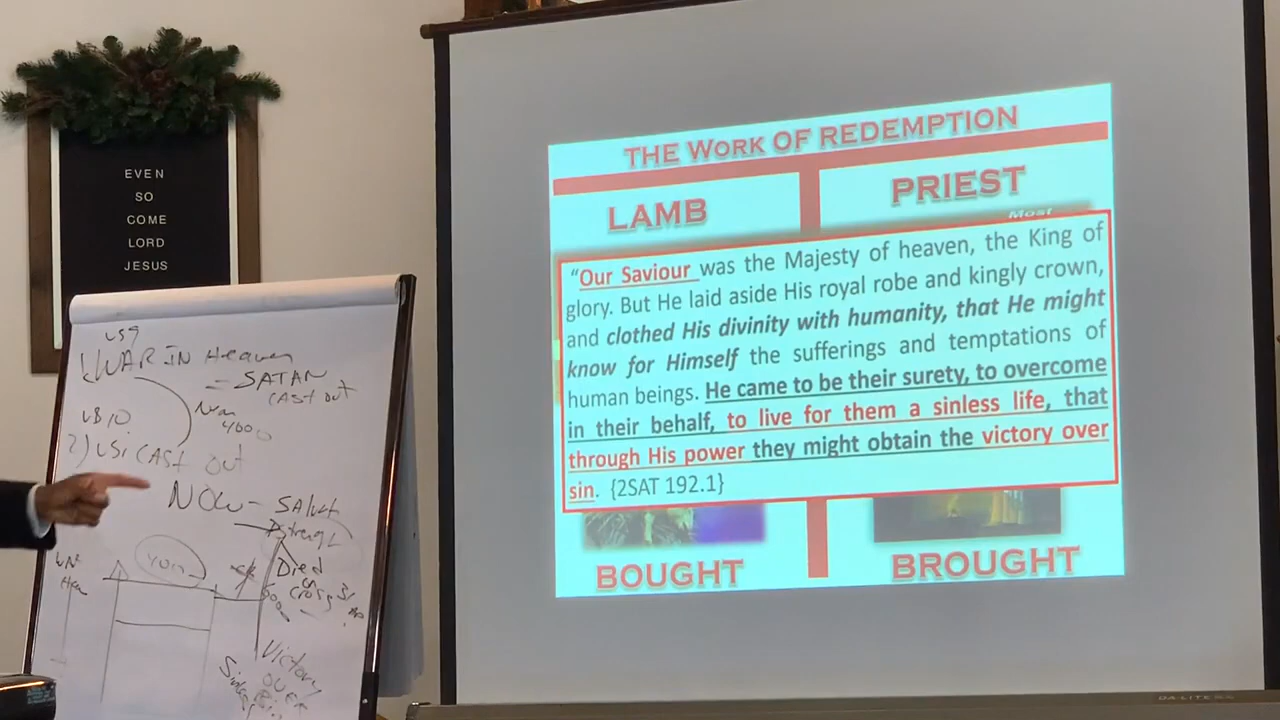 EVEN
SO
COME
LORD
JESUS
WAR IN Heaven
= SATAN
CAST OUT
CAST OUT
NOW -
Died
on
Cross
Victory
OVER
THE WORK OF REDEMPTION
LAMB
PRIEST
Most
“Our Saviour was the Majesty of heaven, the King of
glory. But He laid aside His royal robe and kingly crown,
and clothed His divinity with humanity, that He might
know for Himself the sufferings and temptations of
human beings. He came to be their surety, to overcome
in their behalf, to live for them a sinless life, that
through His power they might obtain the victory over
sin. {2SAT 192.1}
BOUGHT
BROUGHT
DA-LITE